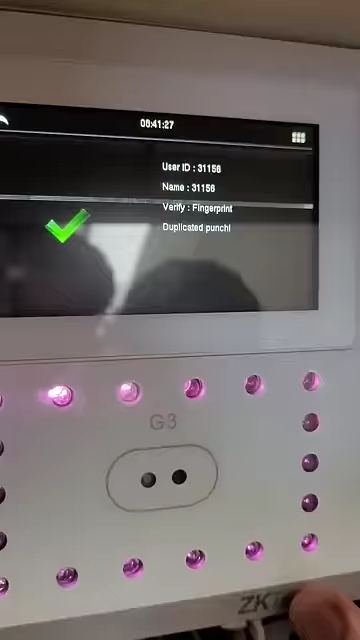 08:41:27
User ID : 31156
Name : 31156
Verify : Fingerprint
Duplicated punch!
G3
ZK